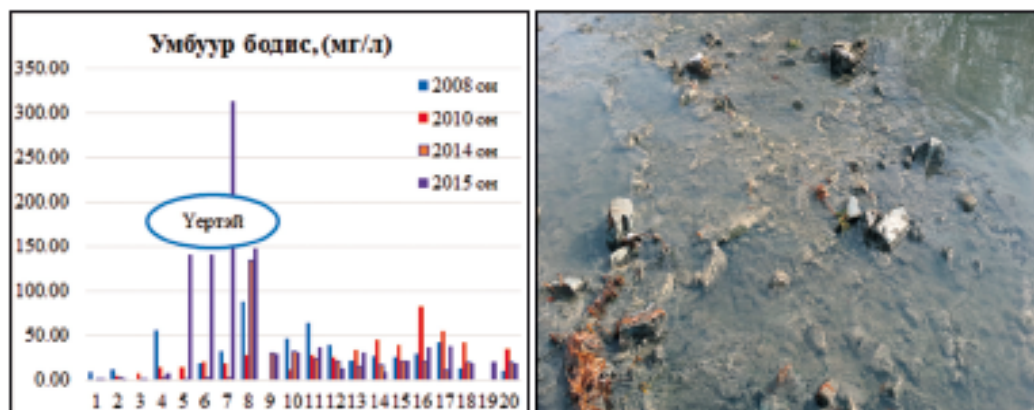 Умбуур бодис, (мг/л)
350.00
300.00
250.00
200.00
150.00
100.00
50.00
0.00
2008 он
2010 он
2014 он
2015 он
Үертэй
1 2 3 4 5 6 7 8 9 10 11 12 13 14 15 16 17 18 19 20